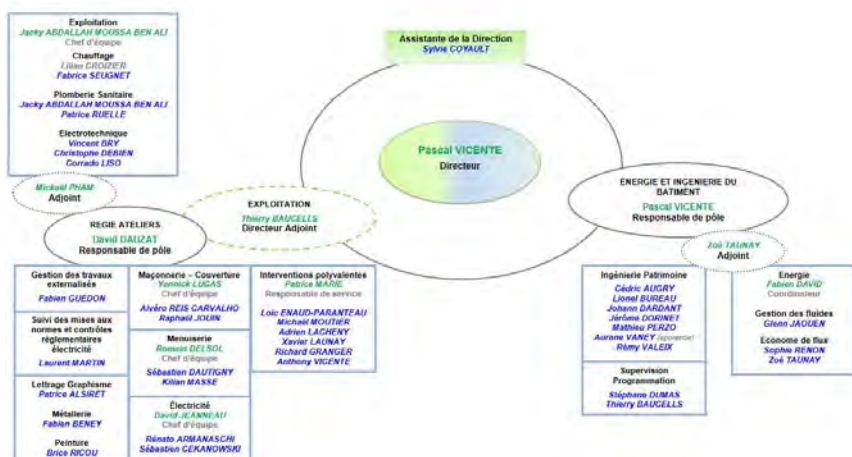 Exploitation
Jacky ABDALLAH MOUSSA BEN ALI
Chef d'équipe
Chauffage
Lilian CROIZIER
Fabrice SEUGNET
Plomberie Sanitaire
Jacky ABDALLAH MOUSSA BEN ALI
Patrice RUELLE
Electrotechnique
Vincent BRY
Christophe DEBIEN
Corrado LISO
Assistante de la Direction
Sylvie COYAULT
Pascal VICENTE
Directeur
Mickaël PHAM
Adjoint
EXPLOITATION
Thierry BAUCELLS
Directeur Adjoint
REGIE ATELIERS
David DAUZAT
Responsable de pôle
ÉNERGIE ET INGENIERIE DU
BATIMENT
Pascal VICENTE
Responsable de pôle
Zoé TAUNAY
Adjoint
Gestion des travaux
externalisés
Fabien GUEDON
Suivi des mises aux
normes et contrôles
réglementaires
électricité
Laurent MARTIN
Lettrage Graphisme
Patrice ALSIRET
Métallerie
Fabien BENEY
Peinture
Brice RICOU
Maçonnerie – Couverture
Yannick LUGAS
Chef d'équipe
Alvéro REIS CARVALHO
Raphaël JOUIN
Menuiserie
Romain DELSOL
Chef d'équipe
Sébastien DAUTIGNY
Kilian MASSE
Électricité
David JEANNEAU
Chef d'équipe
Rénato ARMANASCHI
Sébastien CEKANOWSKI
Interventions polyvalentes
Patrice MARIE
Responsable de service
Loïc ENAUD-PARANTEAU
Michaël MOUTIER
Adrien LAGHENY
Xavier LAUNAY
Richard GRANGER
Anthony VICENTE
Ingénierie Patrimoine
Cédric AUGRY
Lionel BUREAU
Johann DARDANT
Jérôme DORINET
Mathieu PERZO
Aurane VANEY
Rémy VALEIX
Supervision
Programmation
Stéphane DUMAS
Thierry BAUCELLS
Energie
Fabien DAVID
Coordinateur
Gestion des fluides
Glenn JAOUEN
Econome de flux
Sophie RENON
Zoé TAUNAY